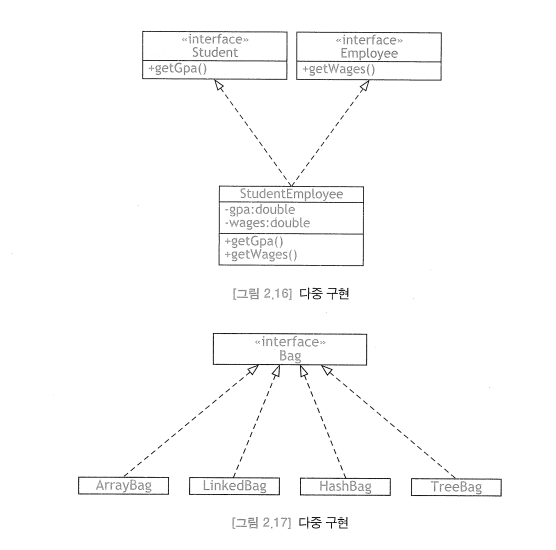 «interface»
Student
+getGpa()
«interface»
Employee
+getWages()
StudentEmployee
-gpa:double
-wages:double
+getGpa()
+getWages()
[그림 2.16] 다중 구현
«interface»
Bag
ArrayBag
LinkedBag
HashBag
TreeBag
[그림 2.17] 다중 구현